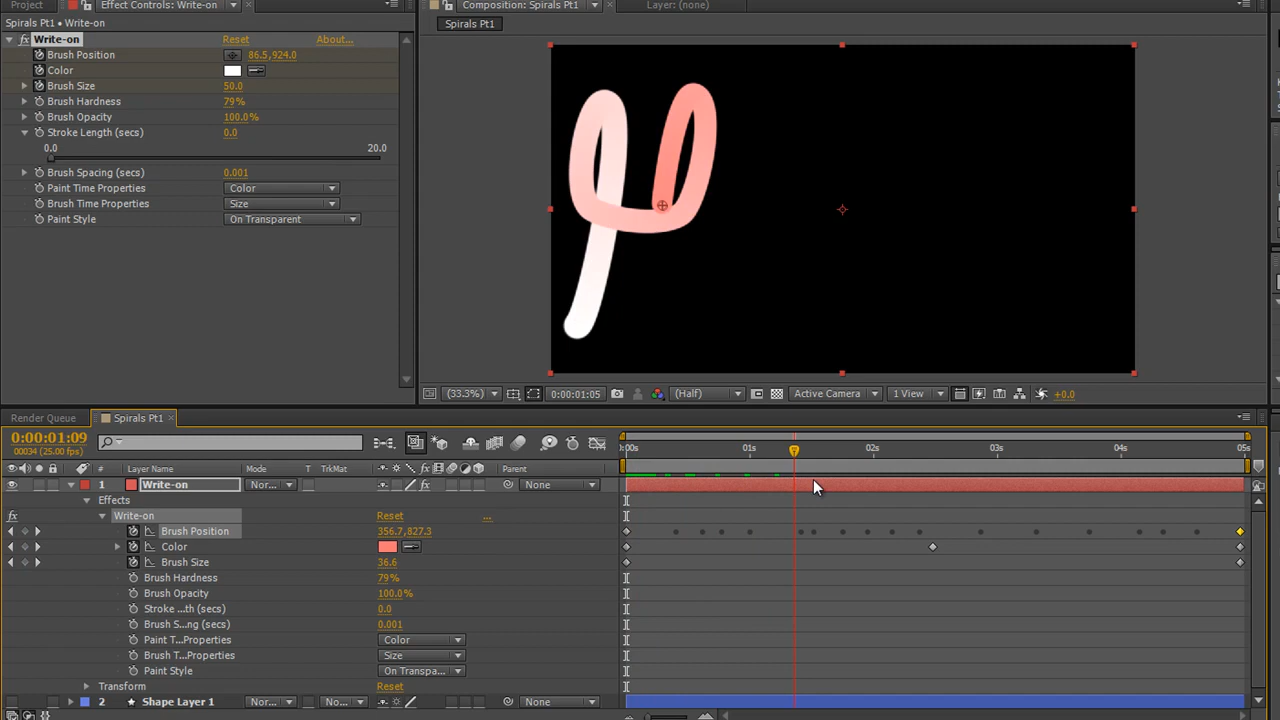 Project Effect Controls: Write-on Composition: Spirals Pt1 Layer: (none)
Spirals Pt1 • Write-on
Spirals Pt1
fx Write-on Reset About...
Brush Position 86.5,924.0
Color
Brush Size 50.0
Brush Hardness 79%
Brush Opacity 100.0%
Stroke Length (secs) 0.0
0.0 20.0
Brush Spacing (secs) 0.001
Paint Time Properties Color
Brush Time Properties Size
Paint Style On Transparent
(33.3%) 0:00:01:05 (Half) Active Camera 1 View +0.0
Render Queue Spirals Pt1
0:00:01:09
00034 (25.00 fps)
:00s 01s 02s 03s 04s 05s
# Layer Name Mode T TrkMat fx Parent
1 Write-on Nor... fx None
Effects
fx Write-on Reset ...
Brush Position 356.7,827.3
Color
Brush Size 36.6
Brush Hardness 79%
Brush Opacity 100.0%
Stroke ...th (secs) 0.0
Brush S...ng (secs) 0.001
Paint T...Properties Color
Brush T...Properties Size
Paint Style On Transpa...
Transform Reset
2 Shape Layer 1 Nor... No... None